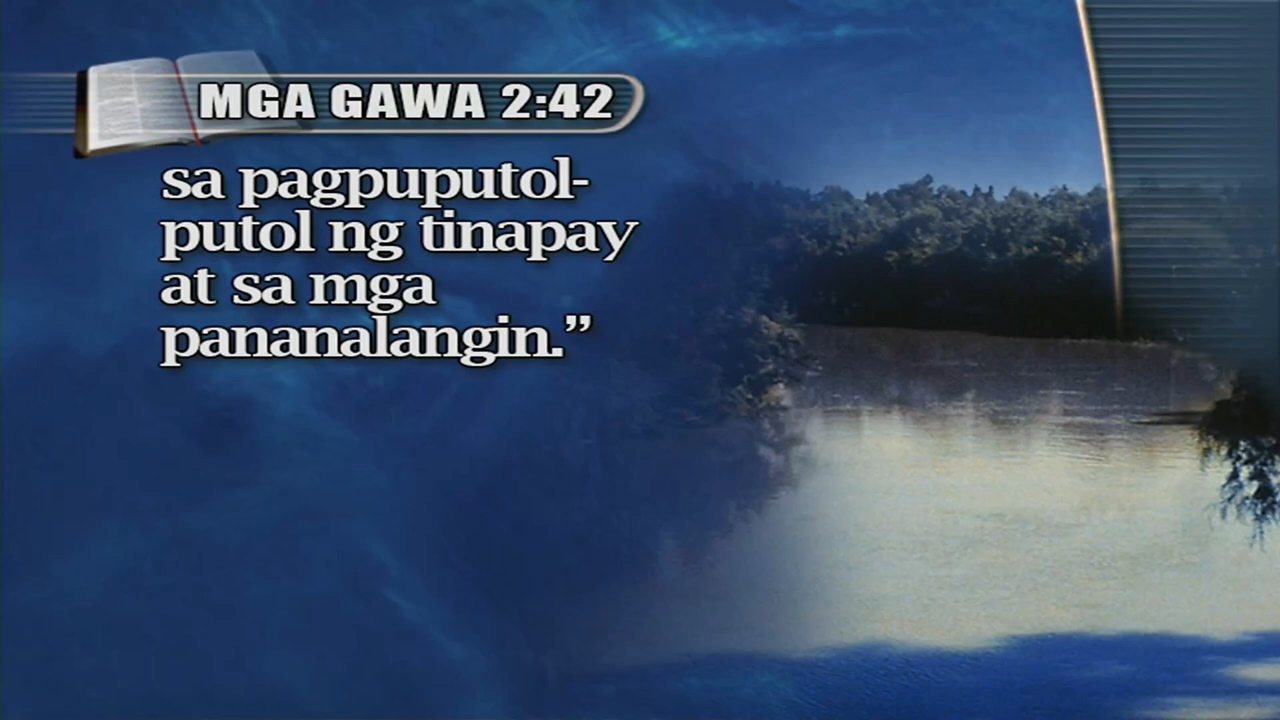 MGA GAWA 2:42
sa pagpuputol-
putol ng tinapay
at sa mga
pananalangin.”